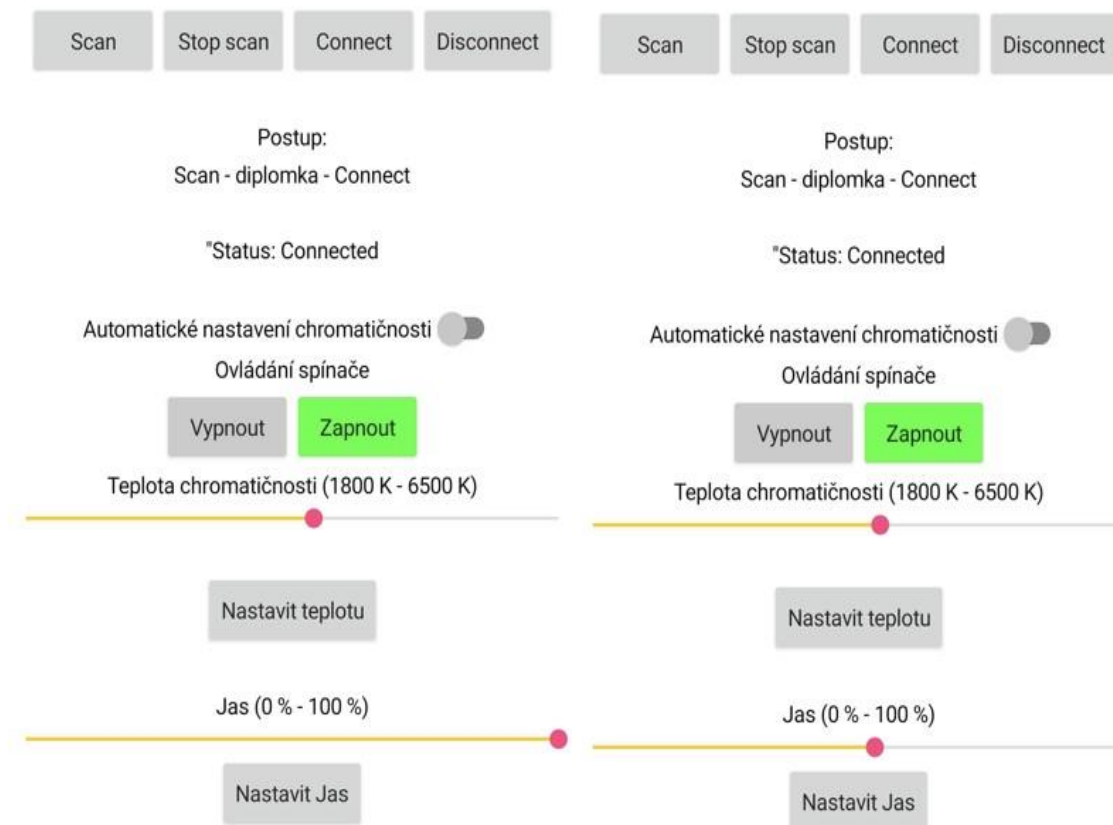 Scan Stop scan Connect Disconnect
Postup:
Scan - diplomka - Connect
"Status: Connected
Automatické nastavení chromatičnosti
Ovládání spínače
Vypnout Zapnout
Teplota chromatičnosti (1800 K - 6500 K)
Nastavit teplotu
Jas (0 % - 100 %)
Nastavit Jas
Scan Stop scan Connect Disconnect
Postup:
Scan - diplomka - Connect
"Status: Connected
Automatické nastavení chromatičnosti
Ovládání spínače
Vypnout Zapnout
Teplota chromatičnosti (1800 K - 6500 K)
Nastavit teplotu
Jas (0 % - 100 %)
Nastavit Jas